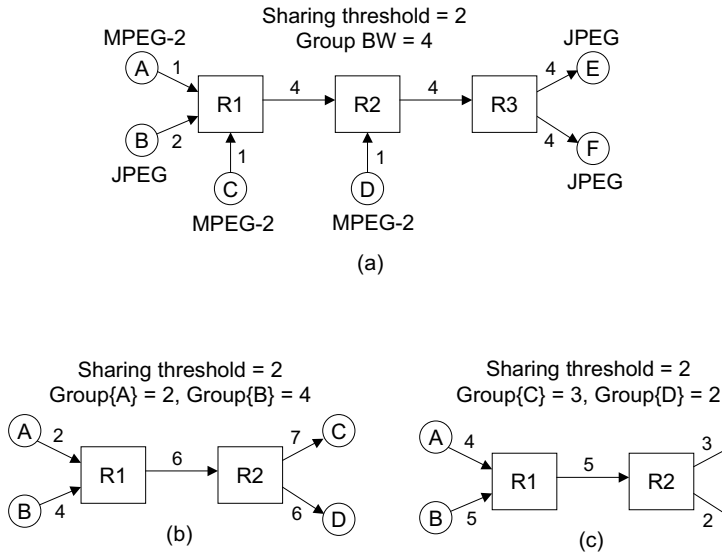 Sharing threshold = 2
Group BW = 4
MPEG-2
JPEG
A
1
4
4
4
E
R1
R2
R3
B
2
4
F
1
1
JPEG
C
D
JPEG
MPEG-2
MPEG-2
(a)
Sharing threshold = 2
Group{A} = 2, Group{B} = 4
A
2
7
C
R1
6
R2
B
4
6
D
(b)
Sharing threshold = 2
Group{C} = 3, Group{D} = 2
A
4
3
R1
5
R2
B
5
2
(c)